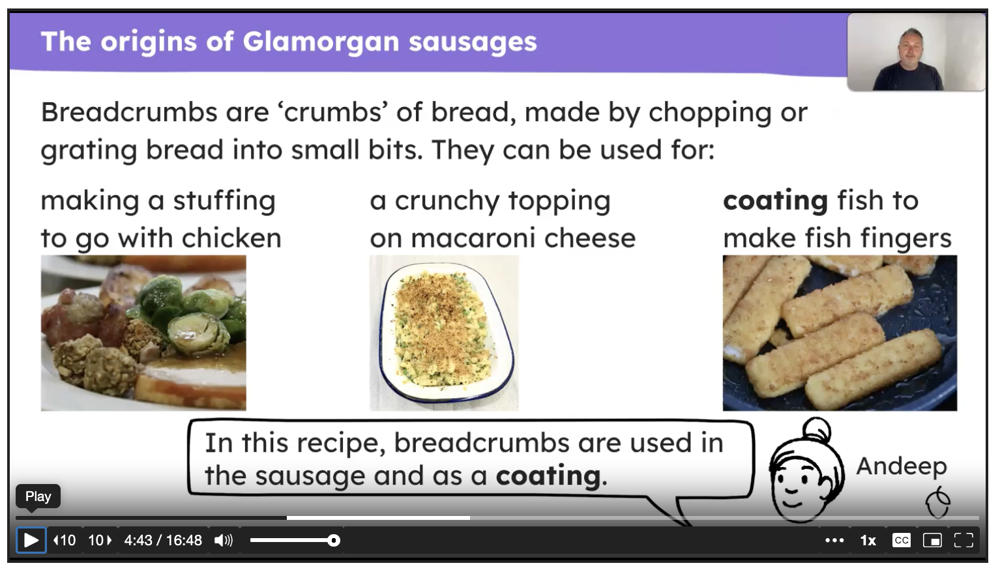 The origins of Glamorgan sausages
Breadcrumbs are ‘crumbs’ of bread, made by chopping or
grating bread into small bits. They can be used for:
making a stuffing
to go with chicken
a crunchy topping
on macaroni cheese
coating fish to
make fish fingers
In this recipe, breadcrumbs are used in
the sausage and as a coating.
Andeep
Play
10 10 4:43 / 16:48 1x CC